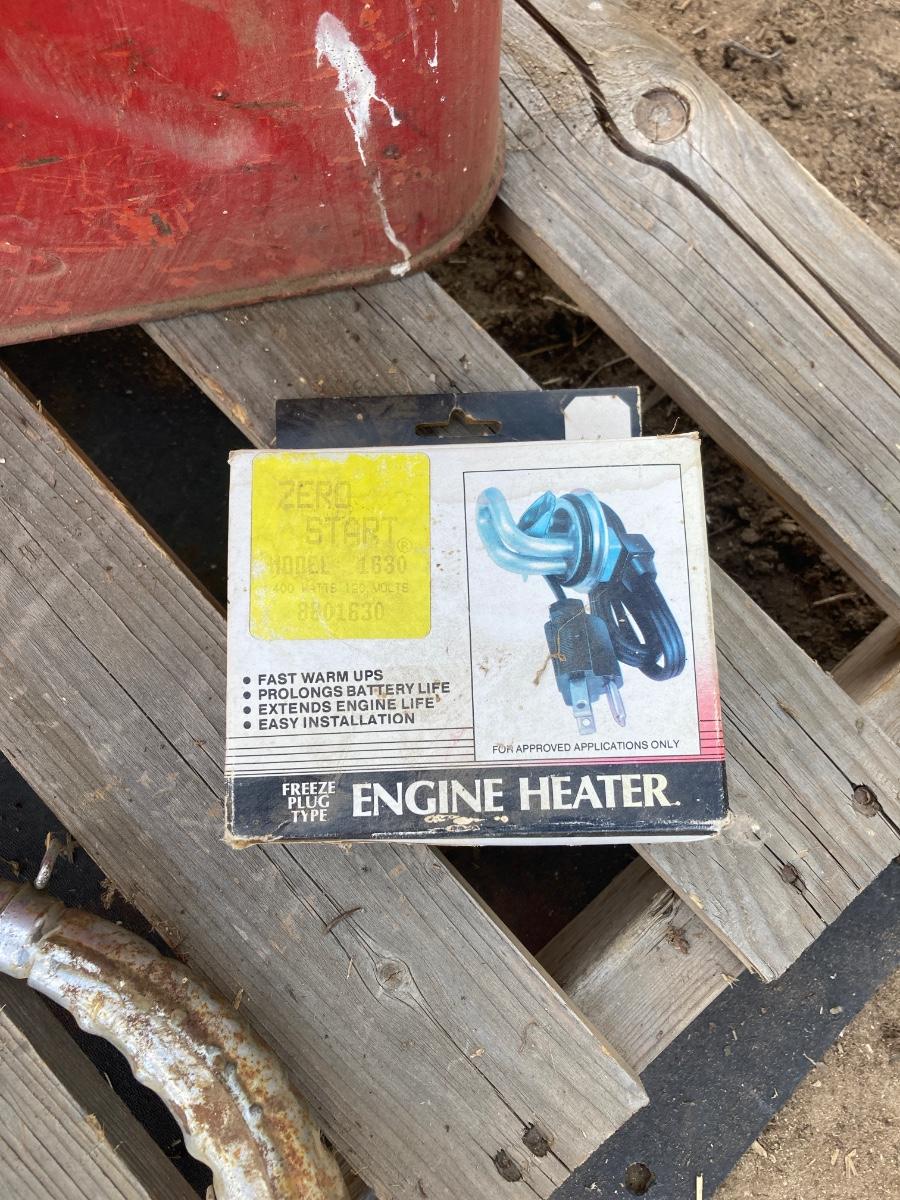 ZERO
START®
MODEL 1630
400 WATTS 120 VOLTS
8801630
• FAST WARM UPS
• PROLONGS BATTERY LIFE
• EXTENDS ENGINE LIFE
• EASY INSTALLATION
FOR APPROVED APPLICATIONS ONLY
FREEZE
PLUG
TYPE
ENGINE HEATER.